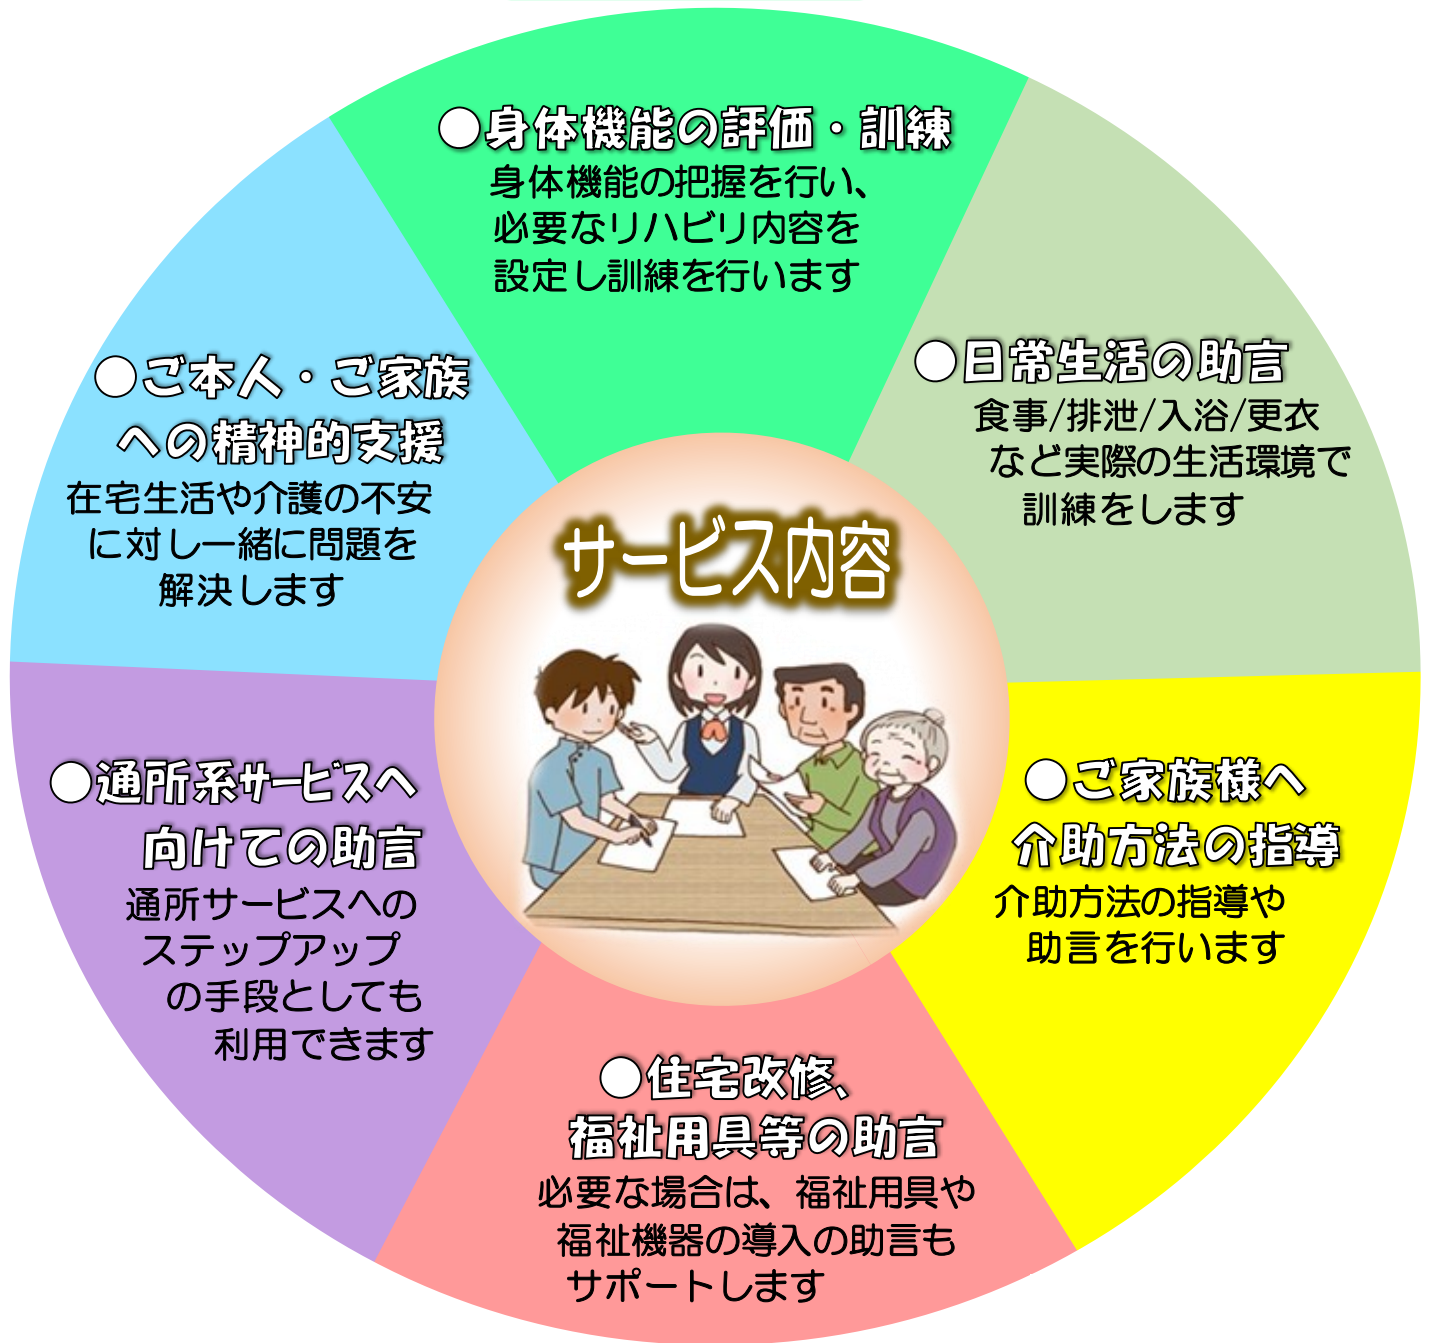 サービス内容
●身体機能の評価・訓練
身体機能の把握を行い、
必要なリハビリ内容を
設定し訓練を行います
●日常生活の助言
食事/排泄/入浴/更衣
など実際の生活環境で
訓練をします
●ご家族様へ
介助方法の指導
介助方法の指導や
助言を行います
●住宅改修、
福祉用具等の助言
必要な場合は、福祉用具や
福祉機器の導入の助言も
サポートします
●通所系サービスへ
向けての助言
通所サービスへの
ステップアップ
の手段としても
利用できます
●ご本人・ご家族
への精神的支援
在宅生活や介護の不安
に対し一緒に問題を
解決します